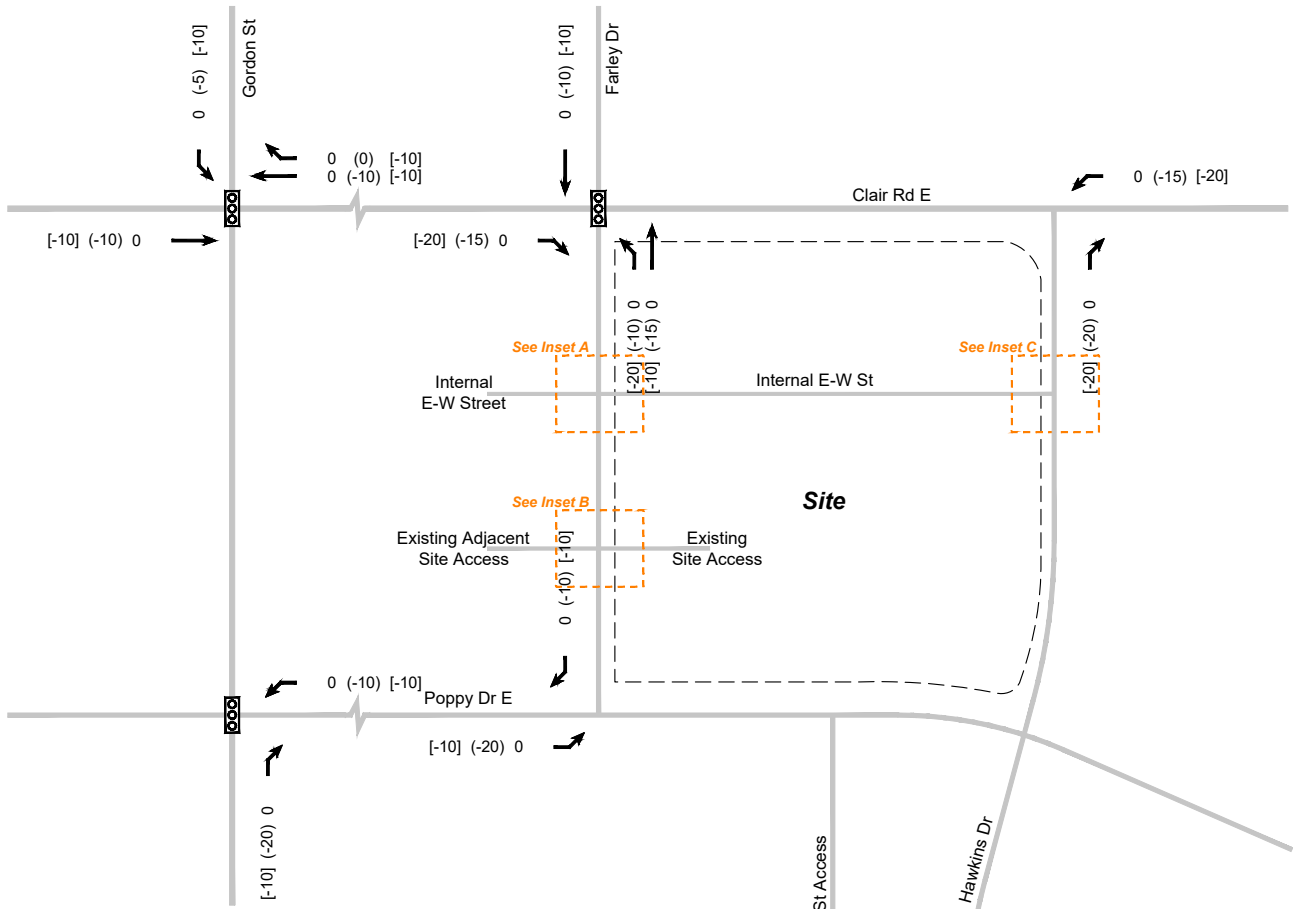 0 (-5) [-10]
Gordon St
0 (-10) [-10]
Farley Dr
0 (0) [-10]
0 (-10) [-10]
Clair Rd E
0 (-15) [-20]
[-10] (-10) 0
[-20] (-15) 0
[-20] (-10) 0
[-10] (-15) 0
[-20] (-20) 0
See Inset A
See Inset C
Internal
E-W Street
Internal E-W St
See Inset B
Site
Existing Adjacent
Site Access
Existing
Site Access
0 (-10) [-10]
0 (-10) [-10]
Poppy Dr E
[-10] (-20) 0
[-10] (-20) 0
St Access
Hawkins Dr